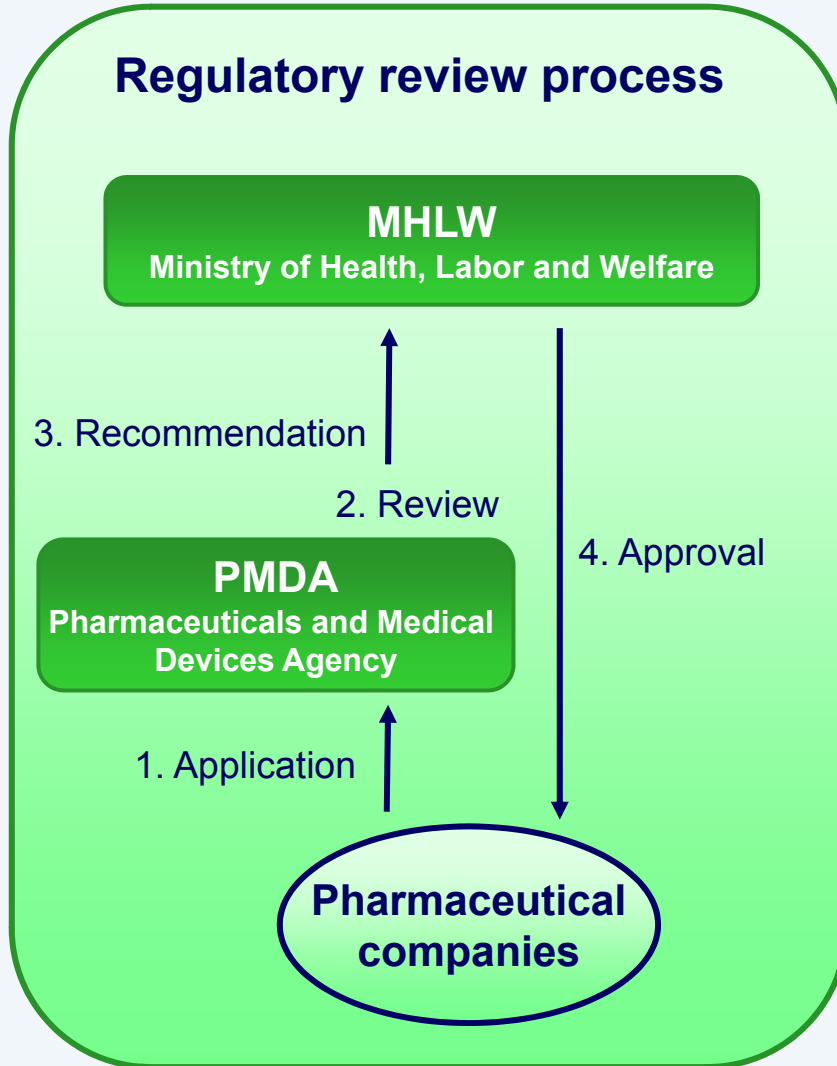 Regulatory review process
MHLW
Ministry of Health, Labor and Welfare
3. Recommendation
2. Review
4. Approval
PMDA
Pharmaceuticals and Medical
Devices Agency
1. Application
Pharmaceutical
companies